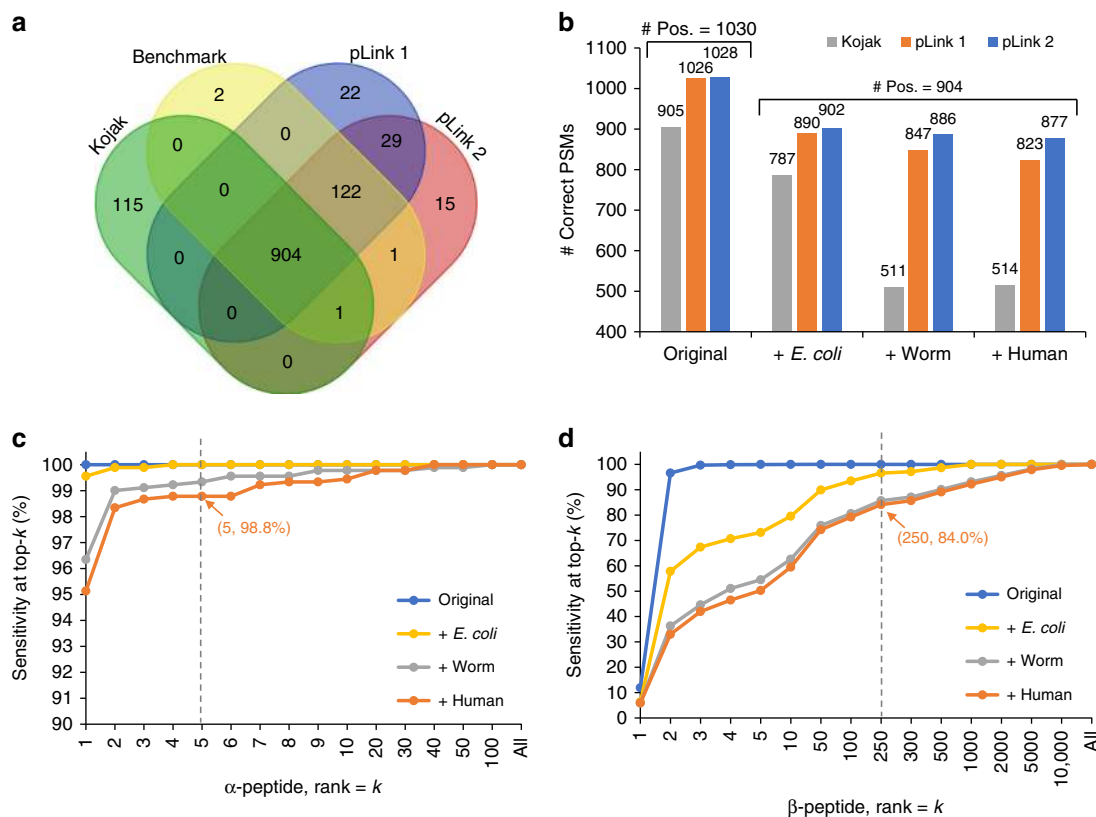 a
Benchmark
pLink 1
Kojak
pLink 2
2
22
0
0
29
115
0
122
15
0
904
1
0
1
0
b
# Pos. = 1030
Kojak
pLink 1
pLink 2
# Pos. = 904
# Correct PSMs
1100
1000
900
800
700
600
500
400
905
1026
1028
787
890
902
511
847
886
514
823
877
Original
+ E. coli
+ Worm
+ Human
c
Sensitivity at top-k (%)
100
99
98
97
96
95
94
93
92
91
90
(5, 98.8%)
Original
+ E. coli
+ Worm
+ Human
1
2
3
4
5
6
7
8
9
10
20
30
40
50
100
All
α-peptide, rank = k
d
Sensitivity at top-k (%)
100
90
80
70
60
50
40
30
20
10
0
(250, 84.0%)
Original
+ E. coli
+ Worm
+ Human
1
2
3
4
5
10
50
100
250
300
500
1000
2000
5000
10,000
All
β-peptide, rank = k